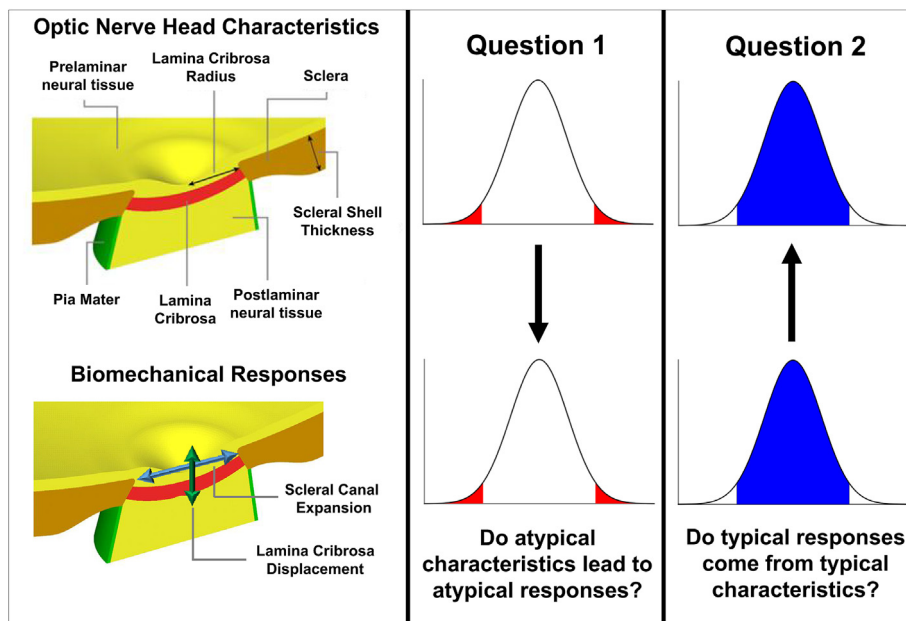 Optic Nerve Head Characteristics
Prelaminar
neural tissue
Lamina Cribrosa
Radius
Sclera
Scleral Shell
Thickness
Pia Mater
Lamina
Cribrosa
Postlaminar
neural tissue
Biomechanical Responses
Scleral Canal
Expansion
Lamina Cribrosa
Displacement
Question 1
Do atypical
characteristics lead to
atypical responses?
Question 2
Do typical responses
come from typical
characteristics?